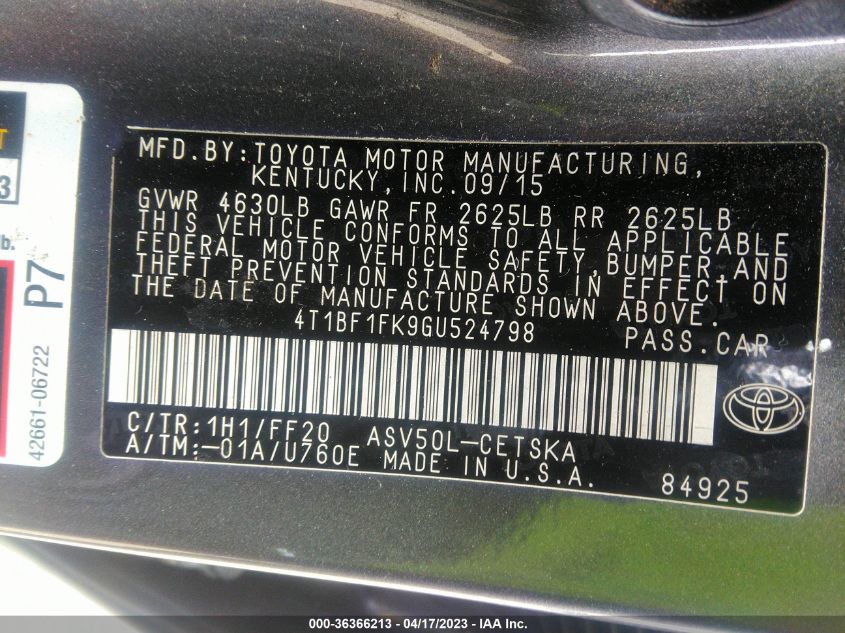 MFD.BY:TOYOTA MOTOR MANUFACTURING,
KENTUCKY,INC.09/15
GVWR 4630LB GAWR FR 2625LB RR 2625LB
THIS VEHICLE CONFORMS TO ALL APPLICABLE
FEDERAL MOTOR VEHICLE SAFETY,BUMPER,AND
THEFT PREVENTION STANDARDS IN EFFECT ON
THE DATE OF MANUFACTURE SHOWN ABOVE.
4T1BF1FK9GU524798 PASS.CAR
C/TR:1H1/FF20 ASV50L-CETSKA
A/TM:-01A/U760E MADE IN U.S.A.
84925
T
3
lb.
P7
42661-06722
000-36366213 - 04/17/2023 - IAA Inc.